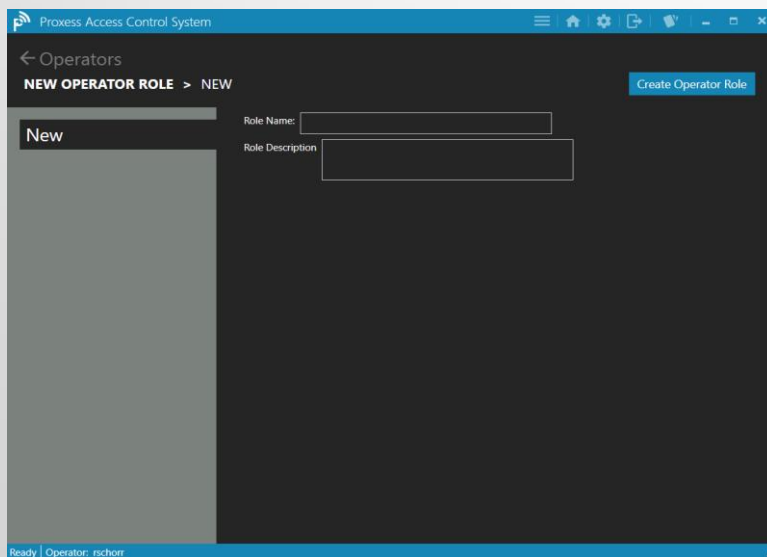 Proxess Access Control System
Operators
NEW OPERATOR ROLE > NEW
Create Operator Role
New
Role Name:
Role Description
Ready Operator: rschorr